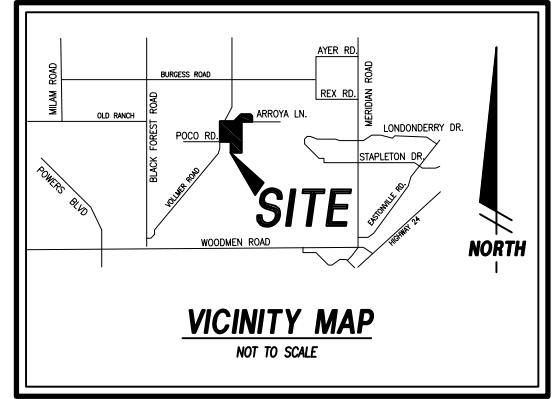 AYER RD.
BURGESS ROAD
REX RD.
MILAM ROAD
MERIDIAN ROAD
BLACK FOREST ROAD
OLD RANCH
ARROYA LN.
POCO RD.
LONDONDERRY DR.
STAPLETON DR.
POWERS BLVD
VOLLMER ROAD
EASTONVILLE RD.
SITE
HIGHWAY 24
WOODMEN ROAD
NORTH
VICINITY MAP
NOT TO SCALE